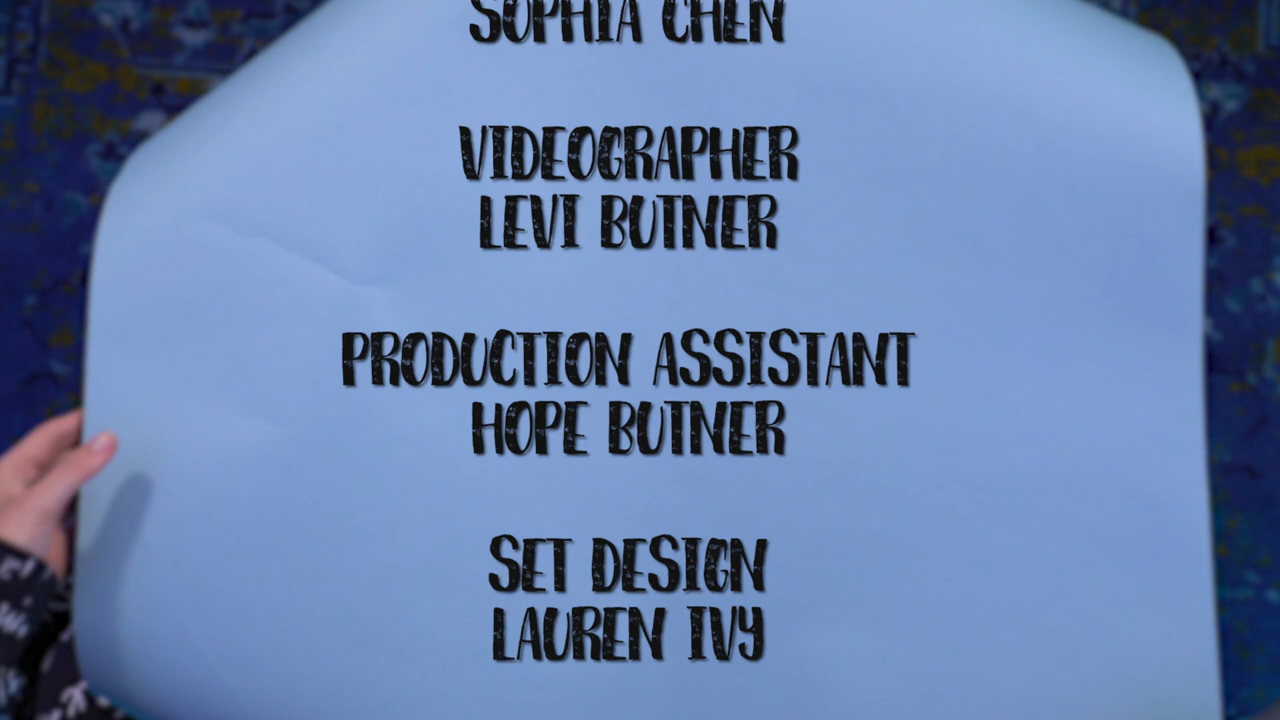 SOPHIA CHEN
VIDEOGRAPHER
LEVI BUTNER
PRODUCTION ASSISTANT
HOPE BUTNER
SET DESIGN
LAUREN IVY